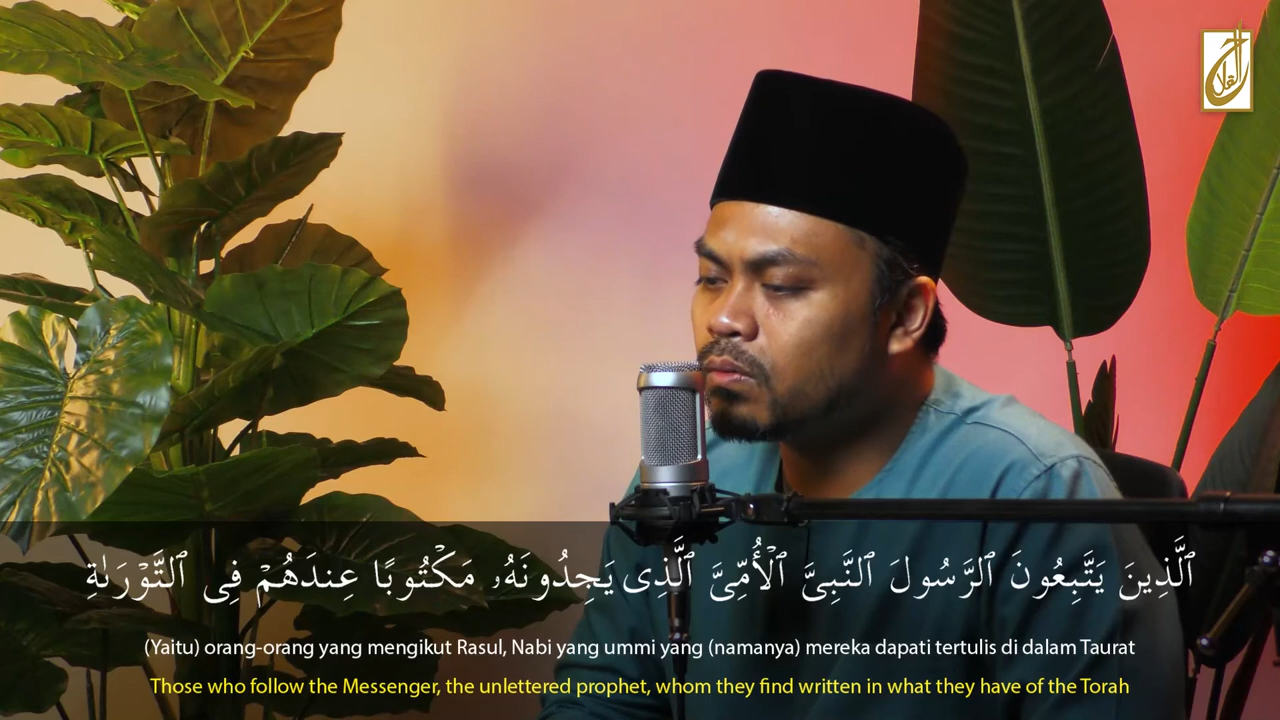 ٱلَّذِينَ يَتَّبِعُونَ ٱلرَّسُولَ ٱلنَّبِىَّ ٱلْأُمِّىَّ ٱلَّذِى يَجِدُونَهُۥ مَكْتُوبًا عِندَهُمْ فِى ٱلتَّوْرَىٰةِ
(Yaitu) orang-orang yang mengikut Rasul, Nabi yang ummi yang (namanya) mereka dapati tertulis di dalam Taurat
Those who follow the Messenger, the unlettered prophet, whom they find written in what they have of the Torah